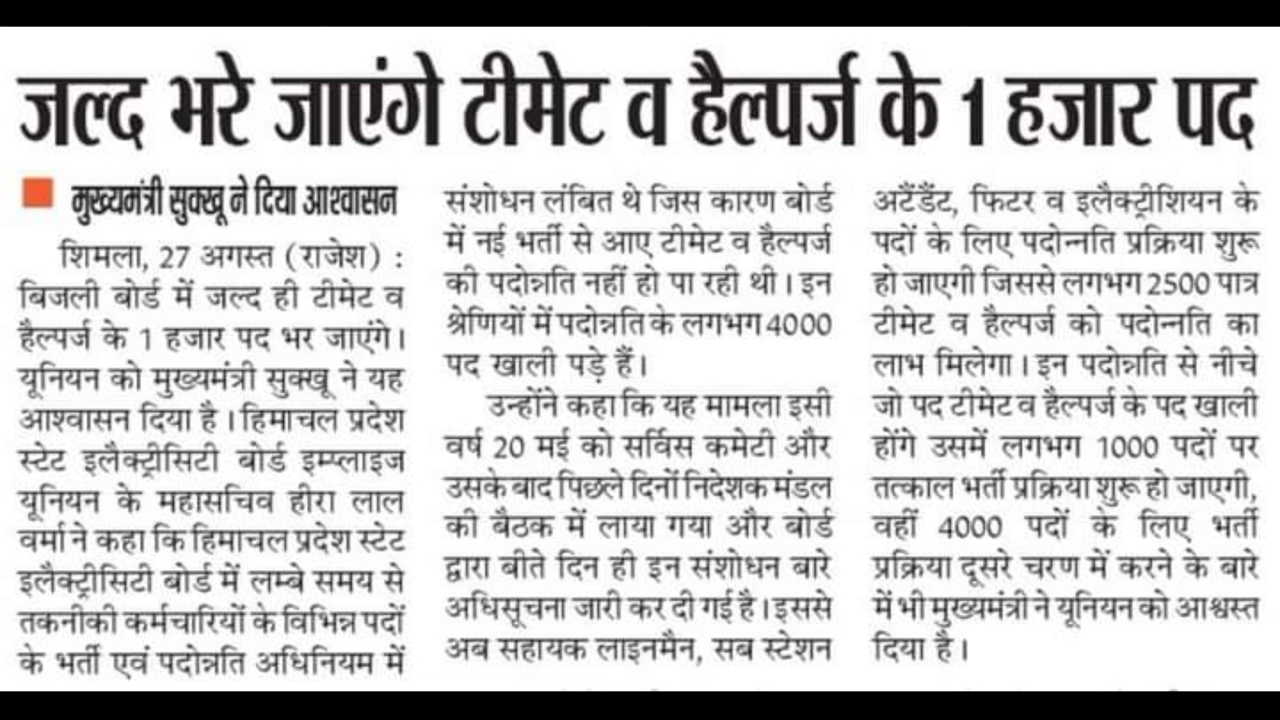 जल्द भरे जाएंगे टीमेट व हैल्पर्ज के 1 हजार पद
मुख्यमंत्री सुक्खू ने दिया आश्वासन
शिमला, 27 अगस्त (राजेश) :
बिजली बोर्ड में जल्द ही टीमेट व
हैल्पर्ज के 1 हजार पद भर जाएंगे।
यूनियन को मुख्यमंत्री सुक्खू ने यह
आश्वासन दिया है। हिमाचल प्रदेश
स्टेट इलैक्ट्रीसिटी बोर्ड इम्प्लाइज
यूनियन के महासचिव हीरा लाल
वर्मा ने कहा कि हिमाचल प्रदेश स्टेट
इलैक्ट्रीसिटी बोर्ड में लम्बे समय से
तकनीकी कर्मचारियों के विभिन्न पदों
के भर्ती एवं पदोन्नति अधिनियम में
संशोधन लंबित थे जिस कारण बोर्ड
में नई भर्ती से आए टीमेट व हैल्पर्ज
की पदोन्नति नहीं हो पा रही थी। इन
श्रेणियों में पदोन्नति के लगभग 4000
पद खाली पड़े हैं।
उन्होंने कहा कि यह मामला इसी
वर्ष 20 मई को सर्विस कमेटी और
उसके बाद पिछले दिनों निदेशक मंडल
की बैठक में लाया गया और बोर्ड
द्वारा बीते दिन ही इन संशोधन बारे
अधिसूचना जारी कर दी गई है। इससे
अब सहायक लाइनमैन, सब स्टेशन
अटैंडैंट, फिटर व इलैक्ट्रीशियन के
पदों के लिए पदोन्नति प्रक्रिया शुरू
हो जाएगी जिससे लगभग 2500 पात्र
टीमेट व हैल्पर्ज को पदोन्नति का
लाभ मिलेगा। इन पदोन्नति से नीचे
जो पद टीमेट व हैल्पर्ज के पद खाली
होंगे उसमें लगभग 1000 पदों पर
तत्काल भर्ती प्रक्रिया शुरू हो जाएगी,
वहीं 4000 पदों के लिए भर्ती
प्रक्रिया दूसरे चरण में करने के बारे
में भी मुख्यमंत्री ने यूनियन को आश्वस्त
दिया है।